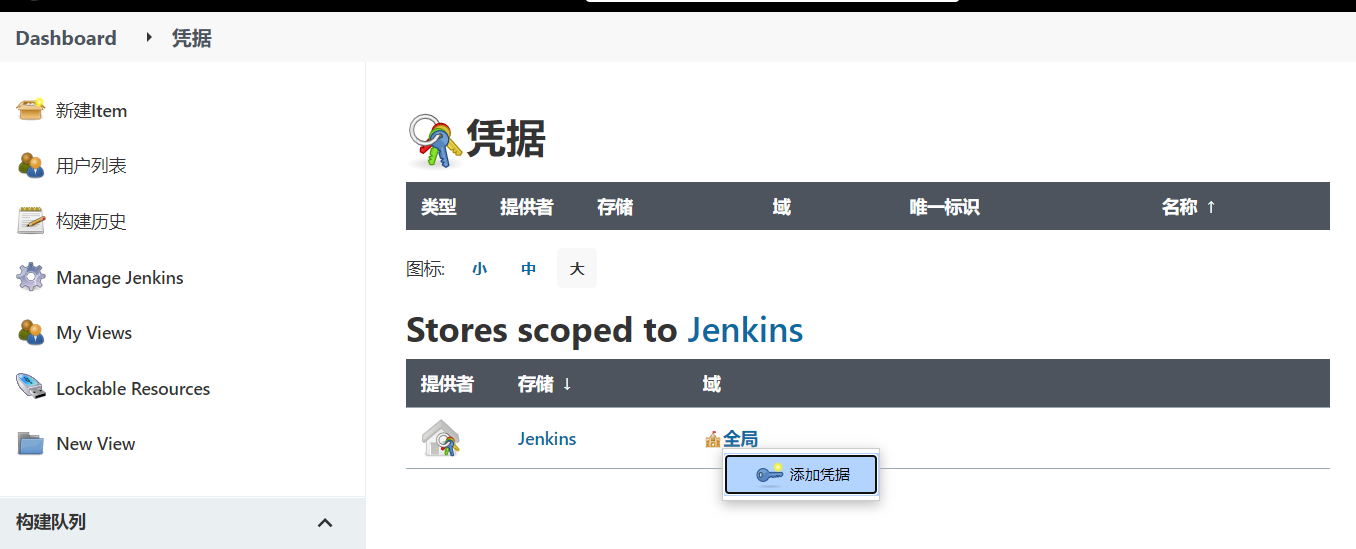 Dashboard 凭据
新建Item
用户列表
构建历史
Manage Jenkins
My Views
Lockable Resources
New View
构建队列
凭据
类型 提供者 存储 域 唯一标识 名称 ↑
图标: 小 中 大
Stores scoped to Jenkins
提供者 存储 ↓ 域
Jenkins 全局
添加凭据